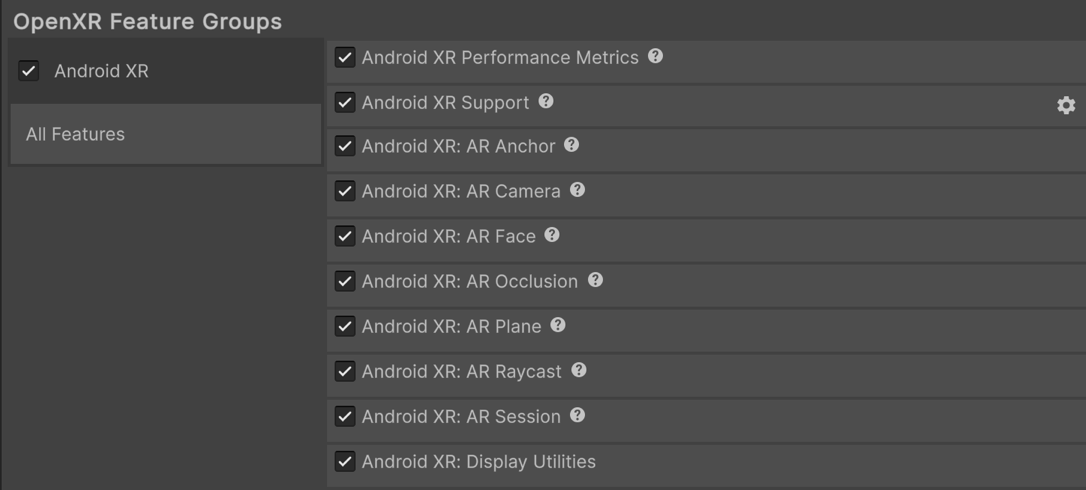 OpenXR Feature Groups
Android XR
All Features
Android XR Performance Metrics
Android XR Support
Android XR: AR Anchor
Android XR: AR Camera
Android XR: AR Face
Android XR: AR Occlusion
Android XR: AR Plane
Android XR: AR Raycast
Android XR: AR Session
Android XR: Display Utilities